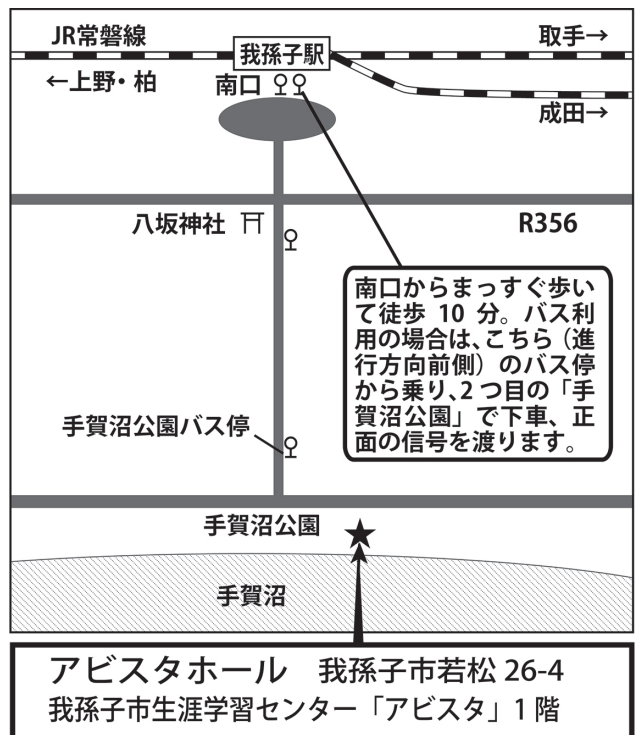 JR常磐線
我孫子駅
取手→
←上野・柏
南口
成田→
八坂神社
R356
南口からまっすぐ歩い
て徒歩 10 分。バス利
用の場合は、こちら（進
行方向前側）のバス停
から乗り、2つ目の「手
賀沼公園」で下車、正
面の信号を渡ります。
手賀沼公園バス停
手賀沼公園
手賀沼
アビスタホール 我孫子市若松 26-4
我孫子市生涯学習センター「アビスタ」1階